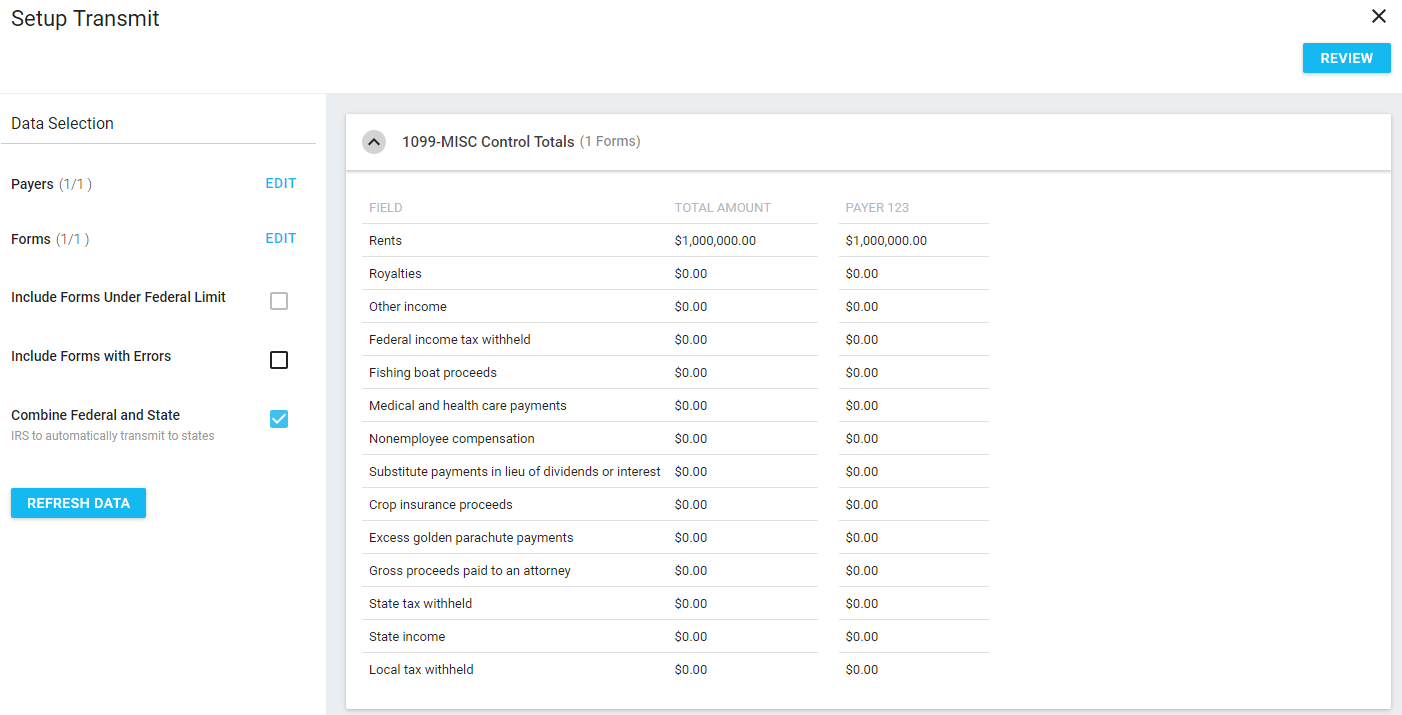 Setup Transmit
REVIEW
Data Selection
Payers (1/1 )
EDIT
Forms (1/1 )
EDIT
Include Forms Under Federal Limit
Include Forms with Errors
Combine Federal and State
IRS to automatically transmit to states
REFRESH DATA
1099-MISC Control Totals (1 Forms)
FIELD TOTAL AMOUNT PAYER 123
Rents $1,000,000.00 $1,000,000.00
Royalties $0.00 $0.00
Other income $0.00 $0.00
Federal income tax withheld $0.00 $0.00
Fishing boat proceeds $0.00 $0.00
Medical and health care payments $0.00 $0.00
Nonemployee compensation $0.00 $0.00
Substitute payments in lieu of dividends or interest $0.00 $0.00
Crop insurance proceeds $0.00 $0.00
Excess golden parachute payments $0.00 $0.00
Gross proceeds paid to an attorney $0.00 $0.00
State tax withheld $0.00 $0.00
State income $0.00 $0.00
Local tax withheld $0.00 $0.00